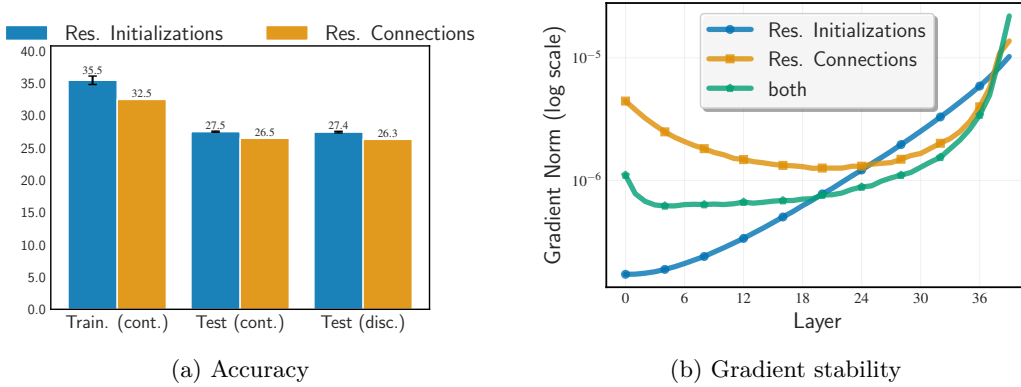 Res. Initializations Res. Connections
40.0
35.0
30.0
25.0
20.0
15.0
10.0
5.0
0.0
35.5
32.5
27.5
26.5
27.4
26.3
Train. (cont.) Test (cont.) Test (disc.)
(a) Accuracy
Gradient Norm (log scale)
10⁻⁵
10⁻⁶
Res. Initializations
Res. Connections
both
0 6 12 18 24 30 36
Layer
(b) Gradient stability